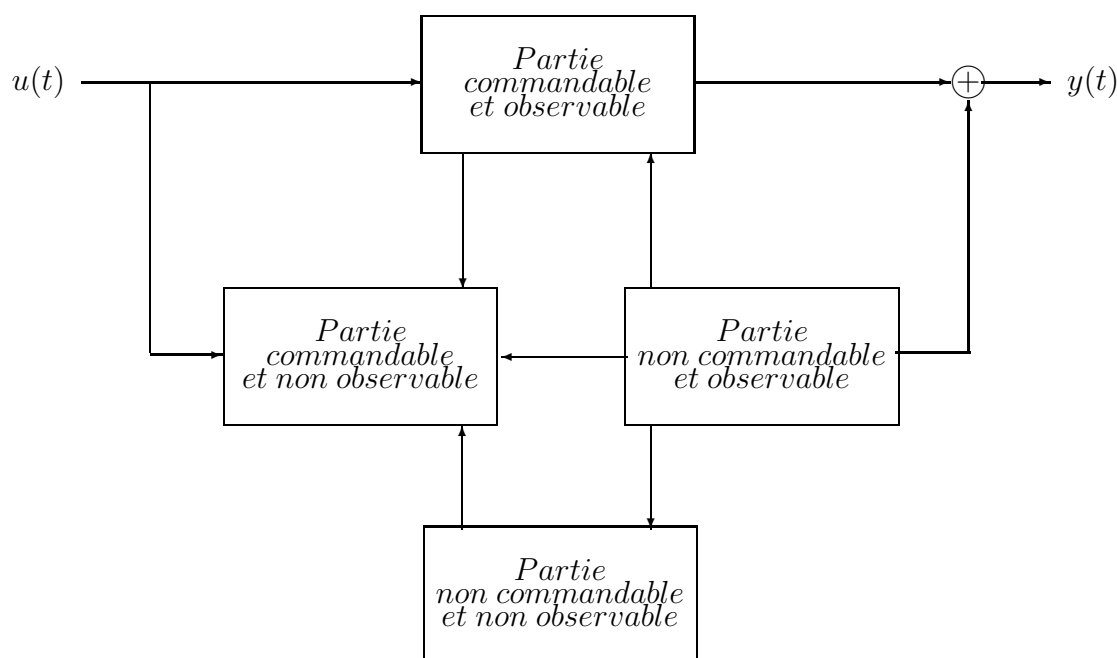 u(t)
Partie
commandable
et observable
+
y(t)
Partie
commandable
et non observable
Partie
non commandable
et observable
Partie
non commandable
et non observable